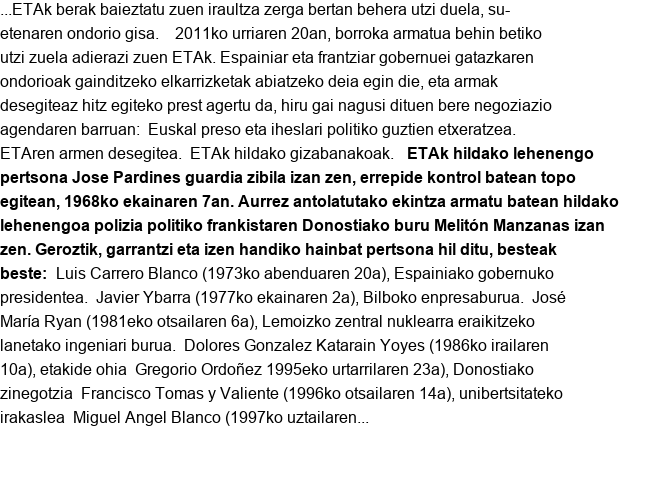 ...ETAk berak baieztatu zuen iraultza zerga bertan behera utzi duela, su-
etenaren ondorio gisa.    2011ko urriaren 20an, borroka armatua behin betiko
utzi zuela adierazi zuen ETAk. Espainiar eta frantziar gobernuei gatazkaren
ondorioak gainditzeko elkarrizketak abiatzeko deia egin die, eta armak
desegiteaz hitz egiteko prest agertu da, hiru gai nagusi dituen bere negoziazio
agendaren barruan:  Euskal preso eta iheslari politiko guztien etxeratzea.
ETAren armen desegitea.  ETAk hildako gizabanakoak.   ETAk hildako lehenengo
pertsona Jose Pardines guardia zibila izan zen, errepide kontrol batean topo
egitean, 1968ko ekainaren 7an. Aurrez antolatutako ekintza armatu batean hildako
lehenengoa polizia politiko frankistaren Donostiako buru Melitón Manzanas izan
zen. Geroztik, garrantzi eta izen handiko hainbat pertsona hil ditu, besteak
beste:  Luis Carrero Blanco (1973ko abenduaren 20a), Espainiako gobernuko
presidentea.  Javier Ybarra (1977ko ekainaren 2a), Bilboko enpresaburua.  José
María Ryan (1981eko otsailaren 6a), Lemoizko zentral nuklearra eraikitzeko
lanetako ingeniari burua.  Dolores Gonzalez Katarain Yoyes (1986ko irailaren
10a), etakide ohia  Gregorio Ordoñez 1995eko urtarrilaren 23a), Donostiako
zinegotzia  Francisco Tomas y Valiente (1996ko otsailaren 14a), unibertsitateko
irakaslea  Miguel Angel Blanco (1997ko uztailaren...